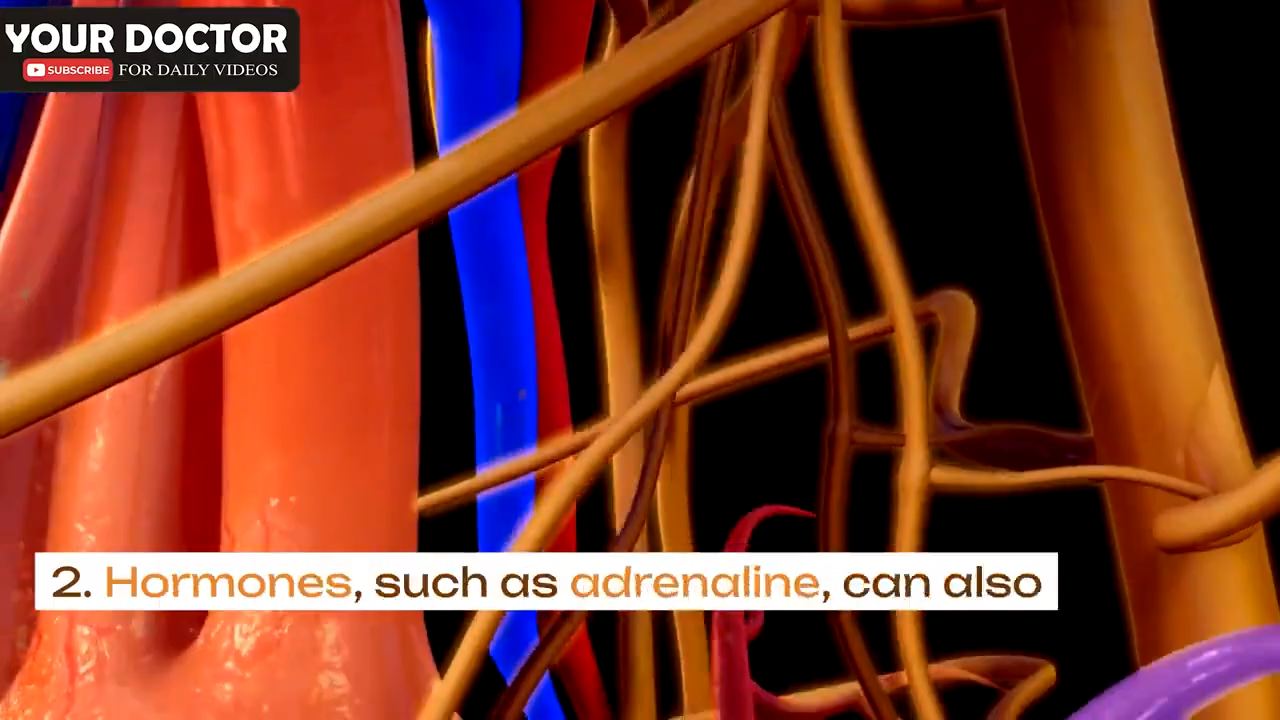 YOUR DOCTOR
SUBSCRIBE FOR DAILY VIDEOS
2. Hormones, such as adrenaline, can also